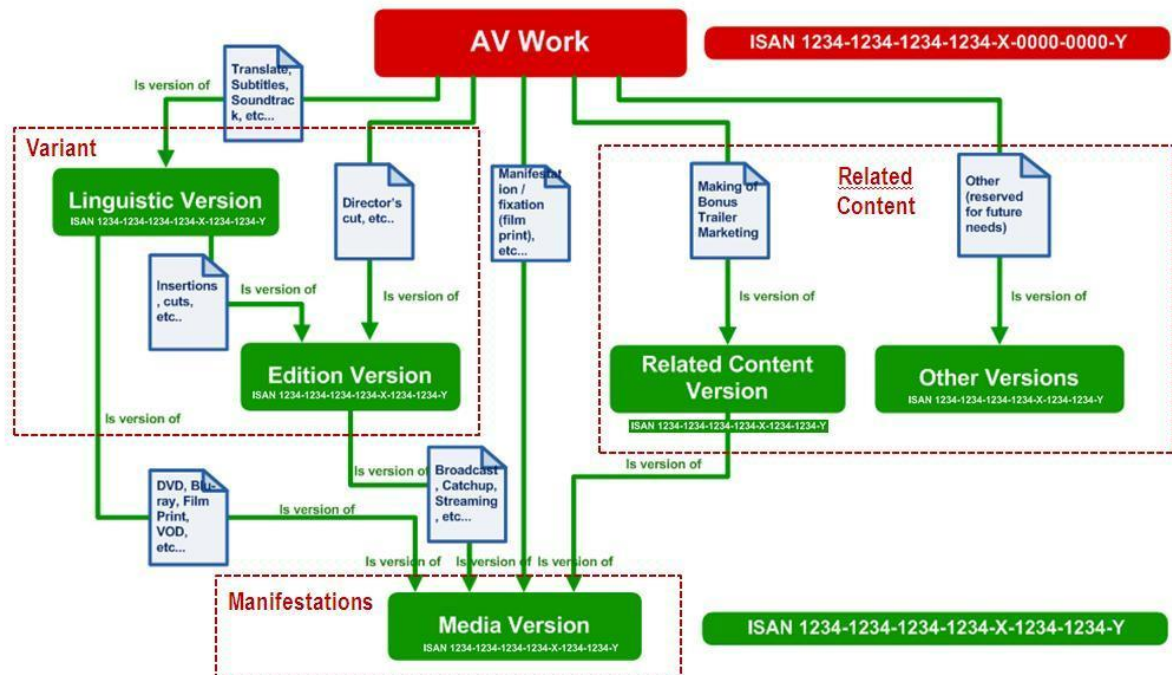 AV Work
ISAN 1234-1234-1234-1234-X-0000-0000-Y
Is version of
Translate,
Subtitles,
Soundtrac
k, etc...
Variant
Linguistic Version
ISAN 1234-1234-1234-1234-X-1234-1234-Y
Director's
cut, etc..
Manifestat
ion /
fixation
(film
print),
etc...
Making of
Bonus
Trailer
Marketing
Related
Content
Other
(reserved
for future
needs)
Insertions
, cuts,
etc..
Is version of
Is version of
Is version of
Is version of
Edition Version
ISAN 1234-1234-1234-1234-X-1234-1234-Y
Related Content
Version
ISAN 1234-1234-1234-1234-X-1234-1234-Y
Other Versions
ISAN 1234-1234-1234-1234-X-1234-1234-Y
Is version of
Is version of
Is version of
DVD, Blu-
ray, Film
Print,
VOD,
etc...
Is version of
Broadcast
, Catchup,
Streaming
, etc...
Is version of
Is version of
Is version of
Manifestations
Media Version
ISAN 1234-1234-1234-1234-X-1234-1234-Y
ISAN 1234-1234-1234-1234-X-1234-1234-Y